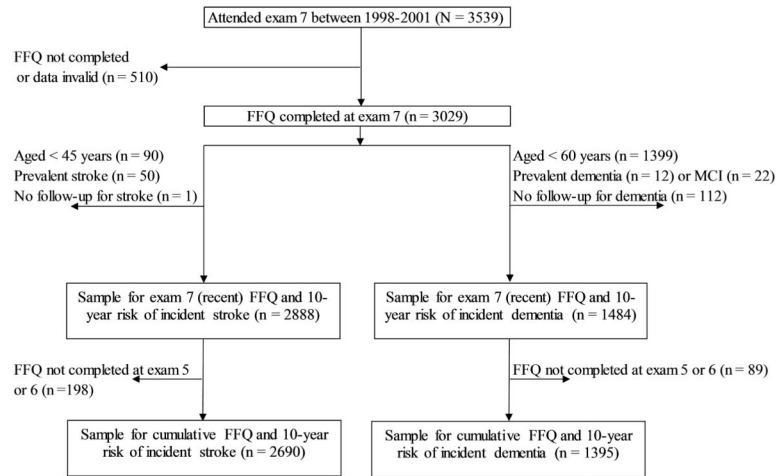 Attended exam 7 between 1998-2001 (N = 3539)
FFQ not completed
or data invalid (n = 510)
FFQ completed at exam 7 (n = 3029)
Aged < 45 years (n = 90)
Prevalent stroke (n = 50)
No follow-up for stroke (n = 1)
Aged < 60 years (n = 1399)
Prevalent dementia (n = 12) or MCI (n = 22)
No follow-up for dementia (n = 112)
Sample for exam 7 (recent) FFQ and 10-
year risk of incident stroke (n = 2888)
Sample for exam 7 (recent) FFQ and 10-
year risk of incident dementia (n = 1484)
FFQ not completed at exam 5
or 6 (n =198)
FFQ not completed at exam 5 or 6 (n = 89)
Sample for cumulative FFQ and 10-year
risk of incident stroke (n = 2690)
Sample for cumulative FFQ and 10-year
risk of incident dementia (n = 1395)